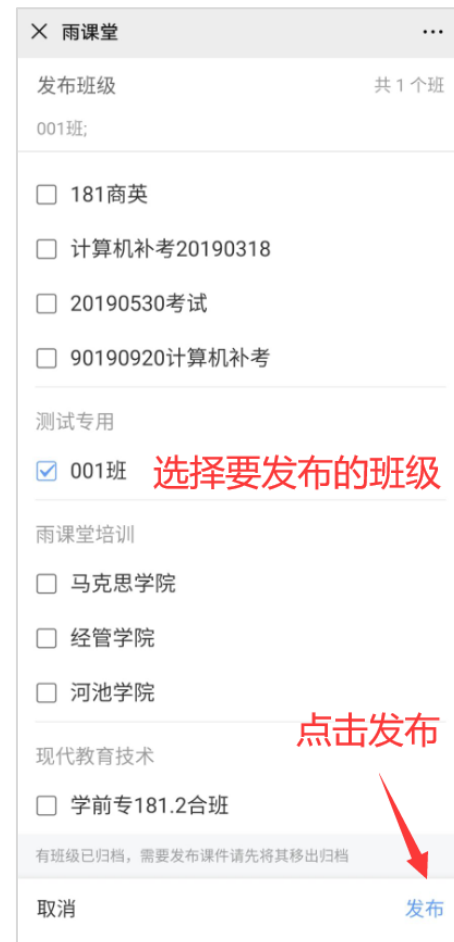 雨课堂
发布班级 共1个班
001班;
181商英
计算机补考20190318
20190530考试
90190920计算机补考
测试专用
001班 选择要发布的班级
雨课堂培训
马克思学院
经管学院
河池学院
点击发布
现代教育技术
学前专181.2合班
有班级已归档，需要发布课件请先将其移出归档
取消 发布